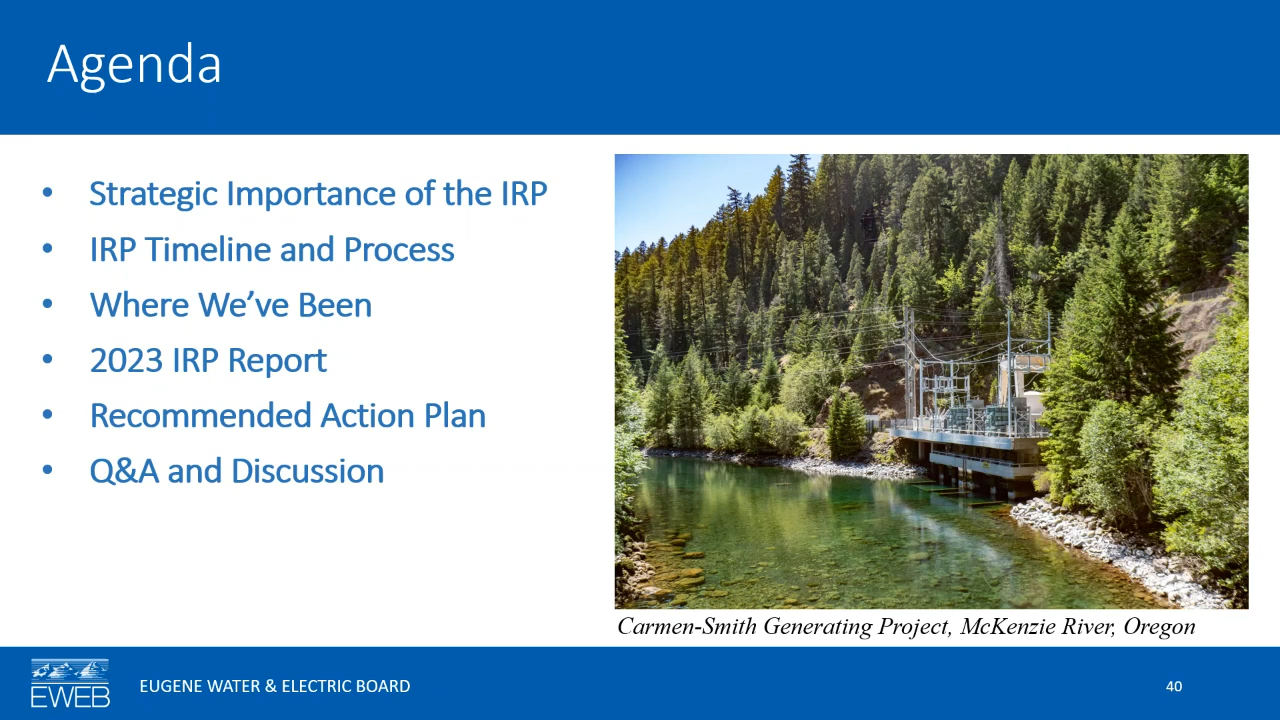 Agenda
• Strategic Importance of the IRP
• IRP Timeline and Process
• Where We’ve Been
• 2023 IRP Report
• Recommended Action Plan
• Q&A and Discussion
Carmen-Smith Generating Project, McKenzie River, Oregon
EWEB
EUGENE WATER & ELECTRIC BOARD
40